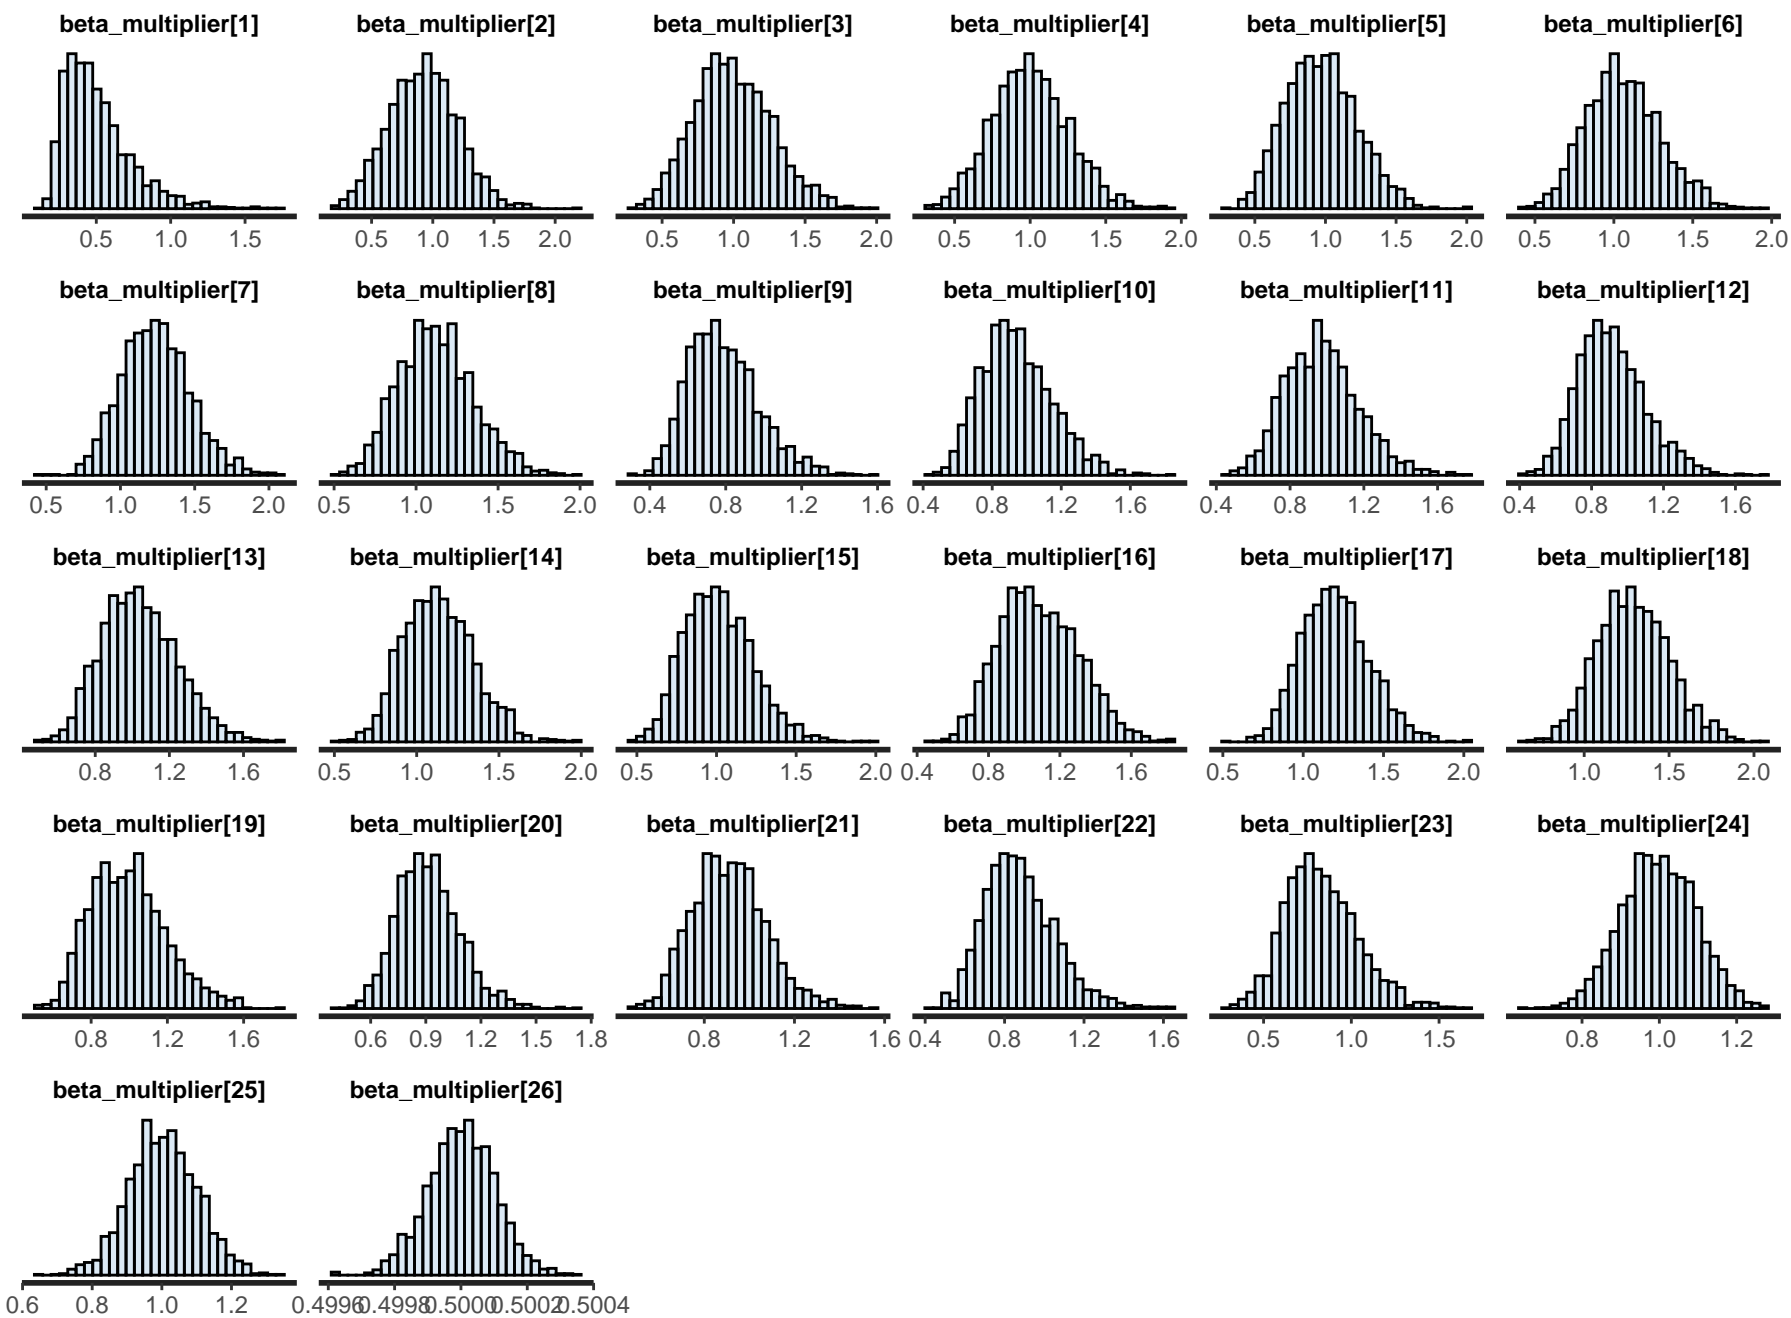 beta_multiplier[1] beta_multiplier[2] beta_multiplier[3] beta_multiplier[4] beta_multiplier[5] beta_multiplier[6]
0.5 1.0 1.5 0.5 1.0 1.5 2.0 0.5 1.0 1.5 2.0 0.5 1.0 1.5 2.0 0.5 1.0 1.5 2.0 0.5 1.0 1.5 2.0
beta_multiplier[7] beta_multiplier[8] beta_multiplier[9] beta_multiplier[10] beta_multiplier[11] beta_multiplier[12]
0.5 1.0 1.5 2.0 0.5 1.0 1.5 2.0 0.4 0.8 1.2 1.6 0.4 0.8 1.2 1.6 0.4 0.8 1.2 1.6 0.4 0.8 1.2 1.6
beta_multiplier[13] beta_multiplier[14] beta_multiplier[15] beta_multiplier[16] beta_multiplier[17] beta_multiplier[18]
0.8 1.2 1.6 0.5 1.0 1.5 2.0 0.5 1.0 1.5 2.0 0.4 0.8 1.2 1.6 0.5 1.0 1.5 2.0 1.0 1.5 2.0
beta_multiplier[19] beta_multiplier[20] beta_multiplier[21] beta_multiplier[22] beta_multiplier[23] beta_multiplier[24]
0.8 1.2 1.6 0.6 0.9 1.2 1.5 1.8 0.8 1.2 1.6 0.4 0.8 1.2 1.6 0.5 1.0 1.5 0.8 1.0 1.2
beta_multiplier[25] beta_multiplier[26]
0.6 0.8 1.0 1.2 0.4996 0.4998 0.5000 0.5002 0.5004